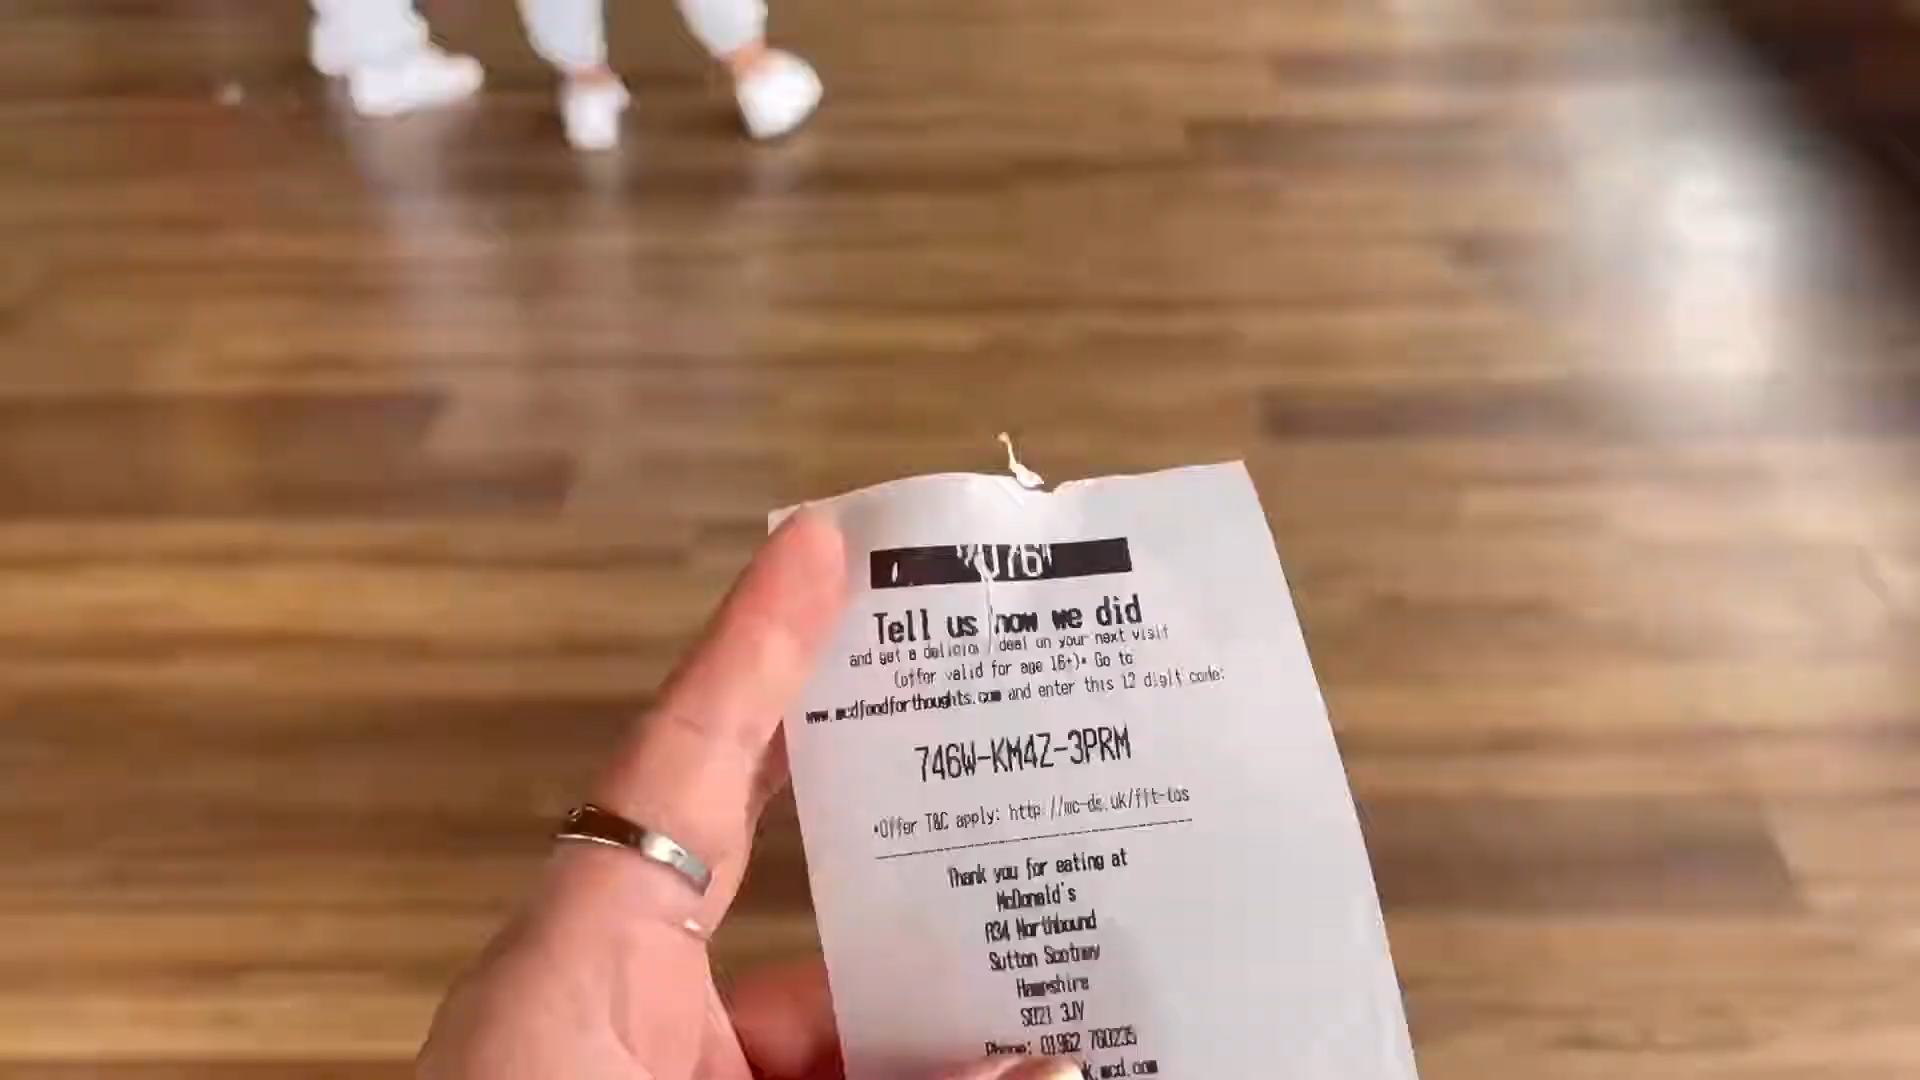 Tell us how we did
and get a delicious deal on your next visit
(offer valid for age 16+)* Go to
www.mcdfoodforthoughts.com and enter this 12 digit code:
746W-KM4Z-3PRM
*Offer T&C apply: http://mc-ds.uk/fft-tcs
Thank you for eating at
McDonald's
A34 Northbound
Sutton Scotney
Hampshire
SO21 3JY
Phone: 01962 760235
k.mcd.com